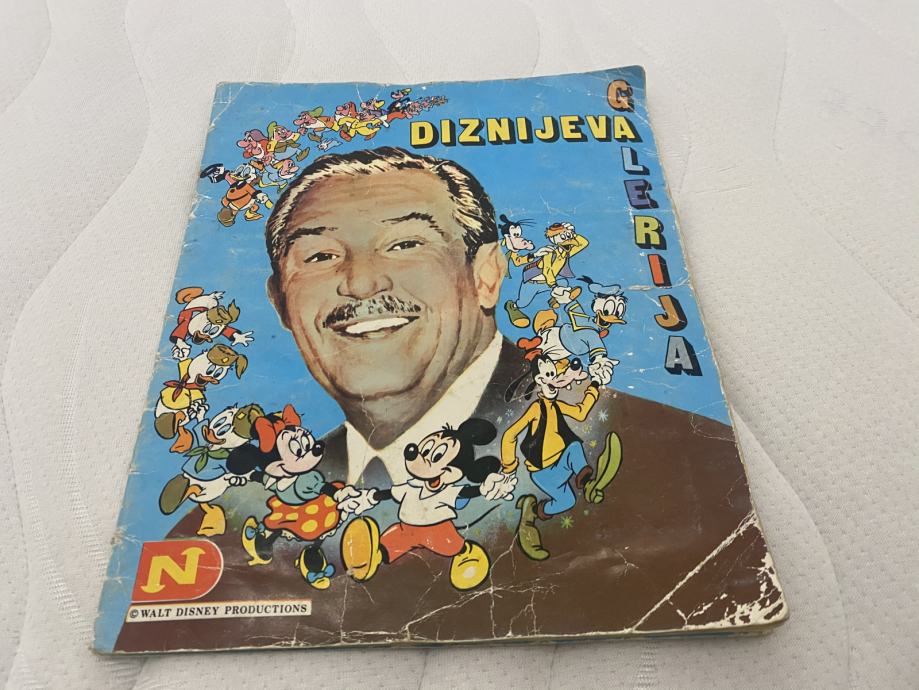 DIZNIJEVA
GALERIJA
N
© WALT DISNEY PRODUCTIONS